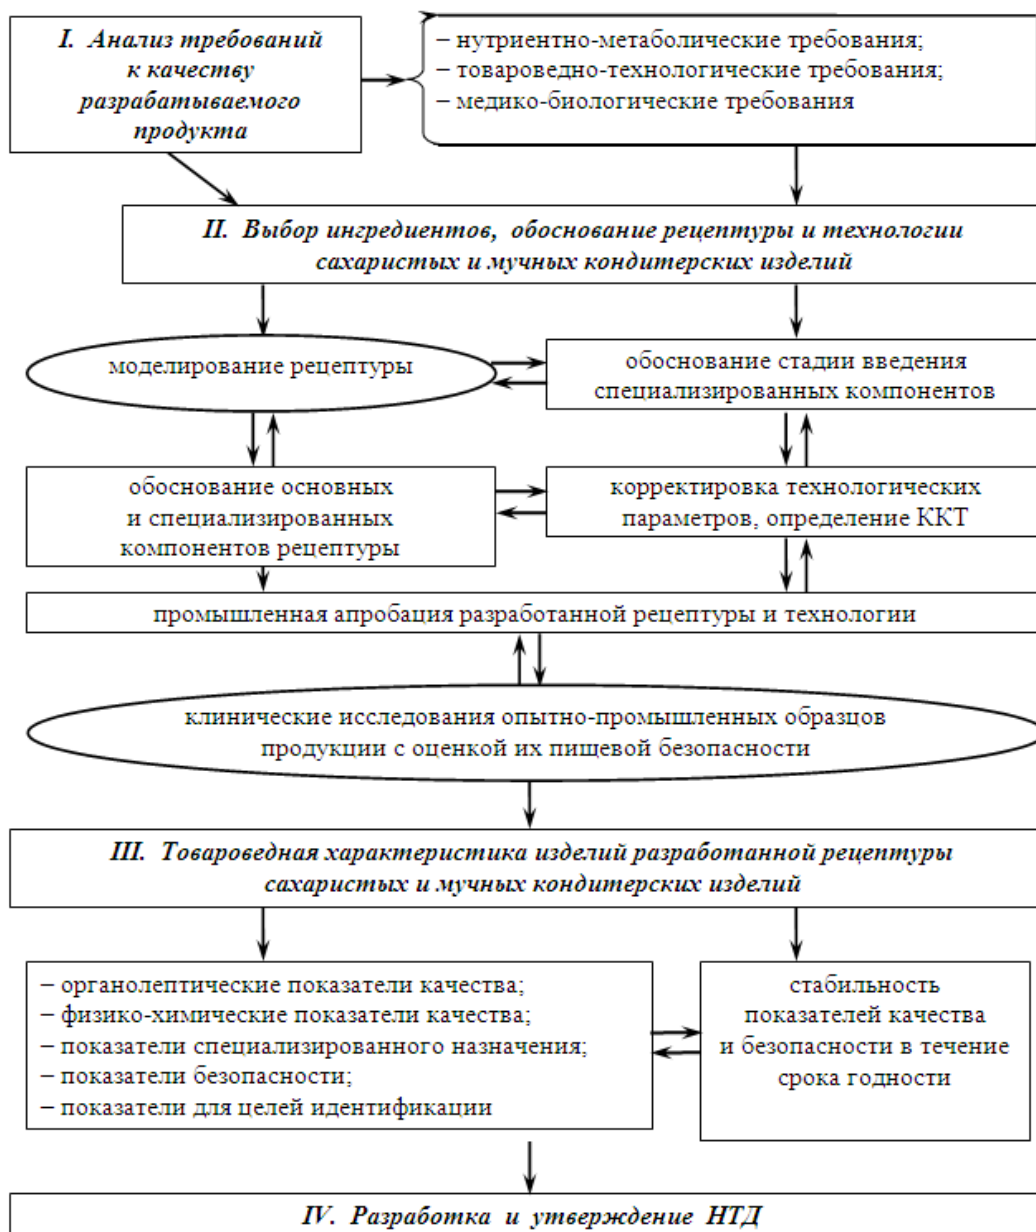 I. Анализ требований
к качеству
разрабатываемого
продукта
– нутриентно-метаболические требования;
– товароведно-технологические требования;
– медико-биологические требования
II. Выбор ингредиентов, обоснование рецептуры и технологии
сахаристых и мучных кондитерских изделий
моделирование рецептуры
обоснование стадии введения
специализированных компонентов
обоснование основных
и специализированных
компонентов рецептуры
корректировка технологических
параметров, определение ККТ
промышленная апробация разработанной рецептуры и технологии
клинические исследования опытно-промышленных образцов
продукции с оценкой их пищевой безопасности
III. Товароведная характеристика изделий разработанной рецептуры
сахаристых и мучных кондитерских изделий
– органолептические показатели качества;
– физико-химические показатели качества;
– показатели специализированного назначения;
– показатели безопасности;
– показатели для целей идентификации
стабильность
показателей качества
и безопасности в течение
срока годности
IV. Разработка и утверждение НТД